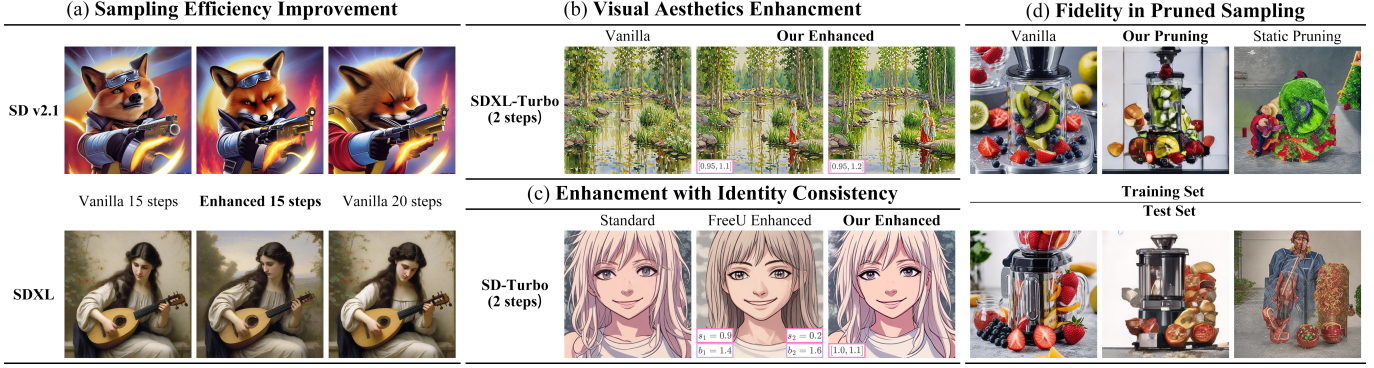 (a) Sampling Efficiency Improvement
SD v2.1
Vanilla 15 steps Enhanced 15 steps Vanilla 20 steps
SDXL
(b) Visual Aesthetics Enhancment
Vanilla Our Enhanced
SDXL-Turbo
(2 steps)
[0.95, 1.1] [0.95, 1.2]
(c) Enhancment with Identity Consistency
Standard FreeU Enhanced Our Enhanced
SD-Turbo
(2 steps)
s₁ = 0.9 s₂ = 0.2
b₁ = 1.4 b₂ = 1.6 [1.0, 1.1]
(d) Fidelity in Pruned Sampling
Vanilla Our Pruning Static Pruning
Training Set
Test Set